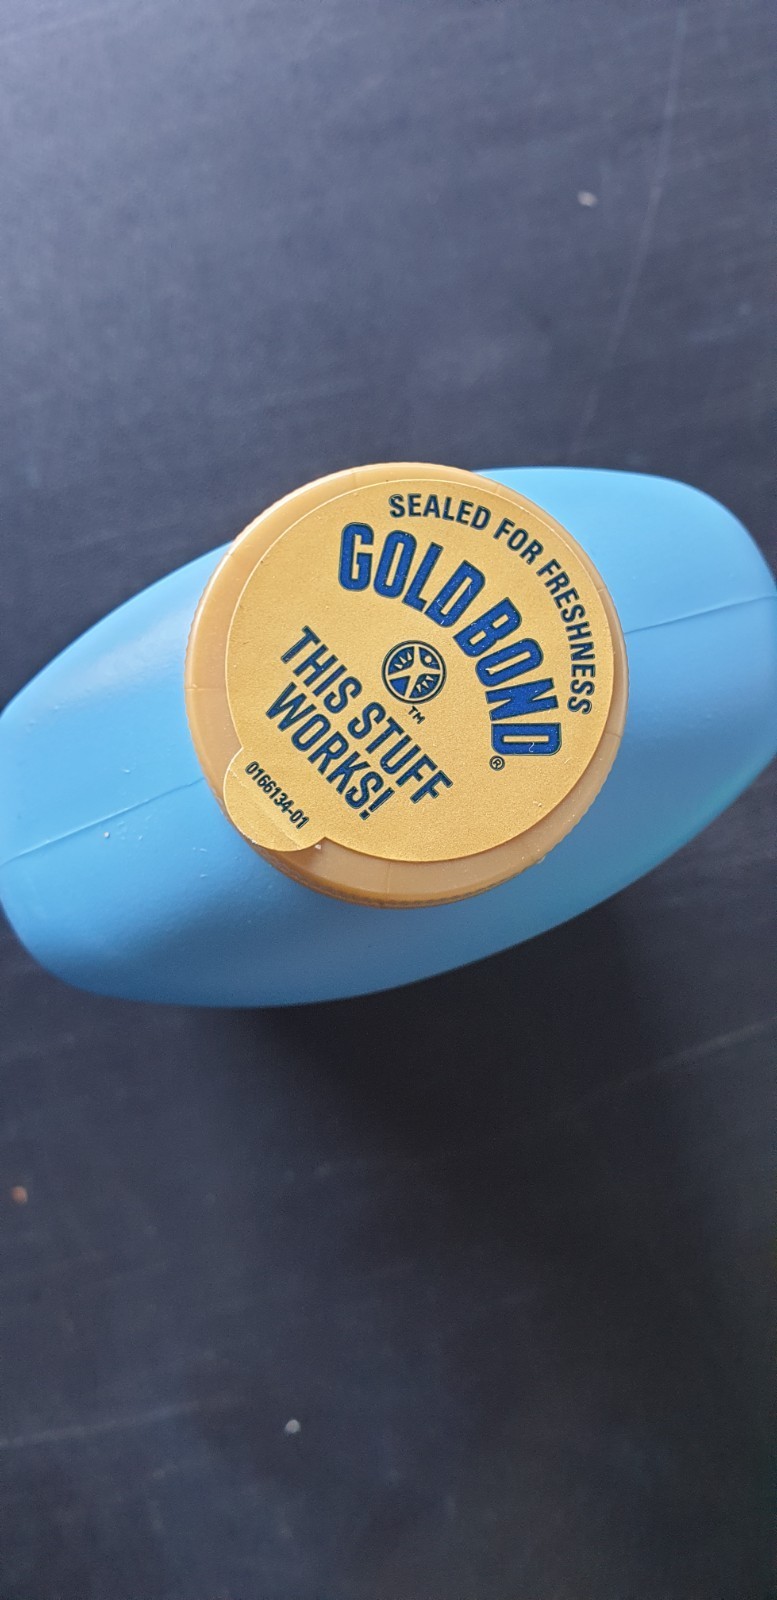 SEALED FOR FRESHNESS
GOLD BOND®
TM
THIS STUFF
WORKS!
0166134-01